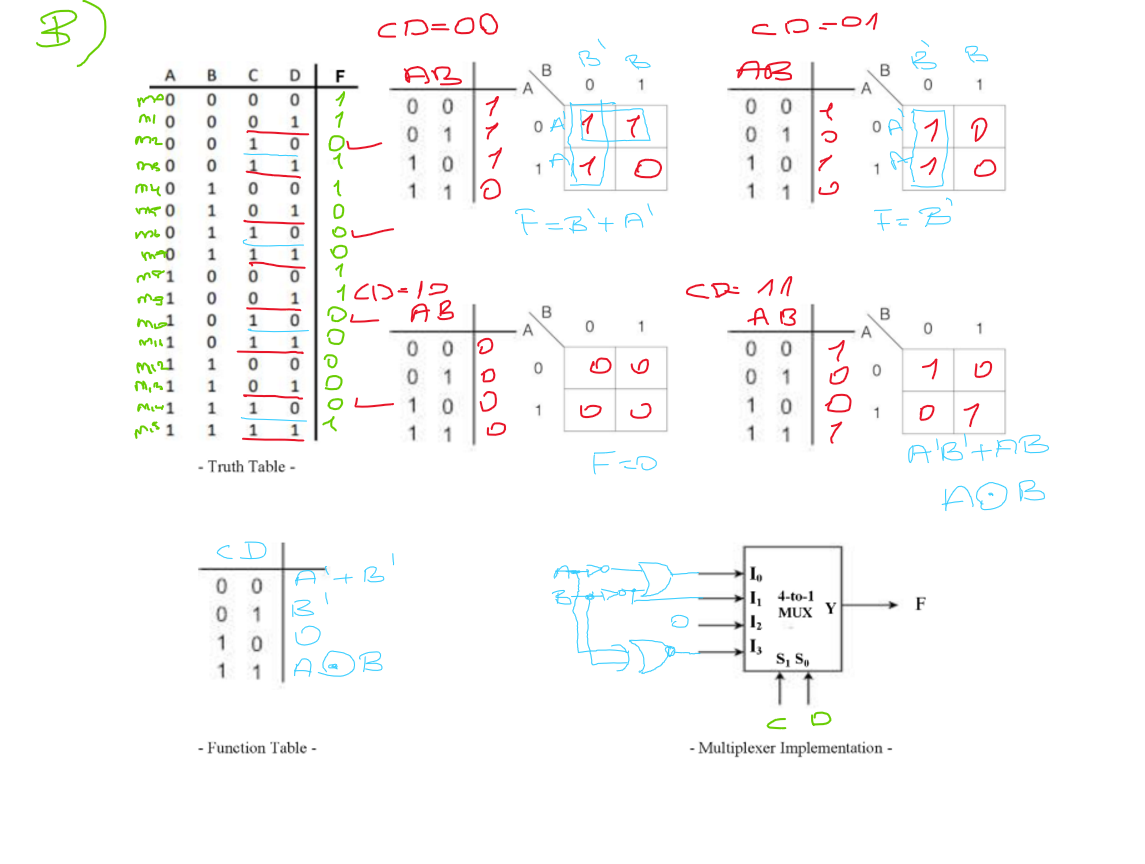 B)
A B C D F
m0 0 0 0 0 1
m1 0 0 0 1 1
m2 0 0 1 0 0
m3 0 0 1 1 1
m4 0 1 0 0 1
m5 0 1 0 1 0
m6 0 1 1 0 0
0 1 1 1 0
1 0 0 0 1
m9 1 0 0 1 1
m10 1 0 1 0 0
m11 1 0 1 1 0
m12 1 1 0 0 0
m13 1 1 0 1 0
m14 1 1 1 0 0
m15 1 1 1 1 1
- Truth Table -
CD=00
AB
0 0 1
0 1 1
1 0 1
1 1 0
B' B
A B 0 1
0 A' 1 1
1 A 1 0
F=B'+A'
CD=01
AB
0 0 1
0 1 0
1 0 1
1 1 0
B' B
A B 0 1
0 A' 1 0
1 A 1 0
F=B'
CD=10
AB
0 0 0
0 1 0
1 0 0
1 1 0
A B 0 1
0 0 0
1 0 0
F=0
CD=11
AB
0 0 1
0 1 0
1 0 0
1 1 1
A B 0 1
0 1 0
1 0 1
A'B'+AB
A⊙B
C D
0 0 A'+B'
0 1 B'
1 0 0
1 1 A⊙B
- Function Table -
A
B
0
I0
I1
I2
I3
4-to-1
MUX
Y
S1 S0
F
C D
- Multiplexer Implementation -